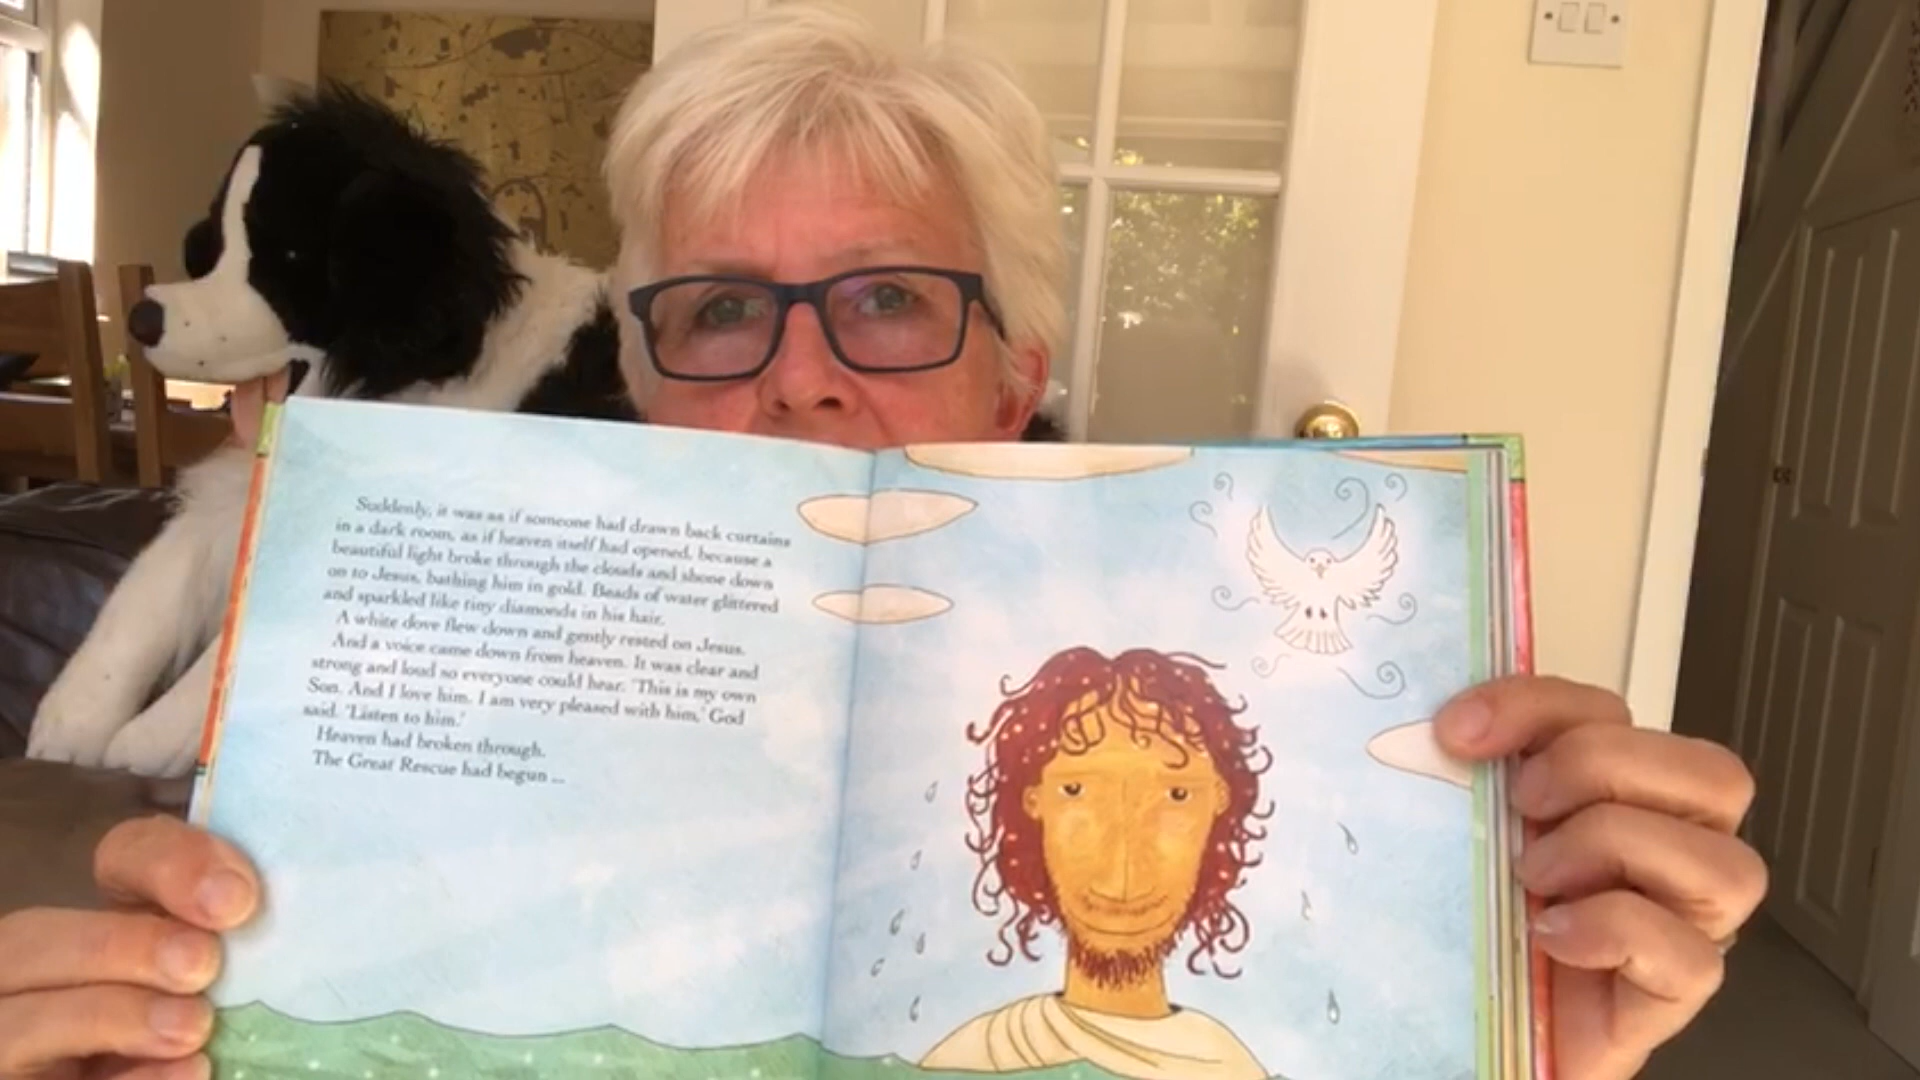 Suddenly, it was as if someone had drawn back curtains
in a dark room, as if heaven itself had opened, because a
beautiful light broke through the clouds and shone down
on to Jesus, bathing him in gold. Beads of water glittered
and sparkled like tiny diamonds in his hair.
A white dove flew down and gently rested on Jesus.
And a voice came down from heaven. It was clear and
strong and loud so everyone could hear. 'This is my own
Son. And I love him. I am very pleased with him,' God
said. 'Listen to him.'
Heaven had broken through.
The Great Rescue had begun ...